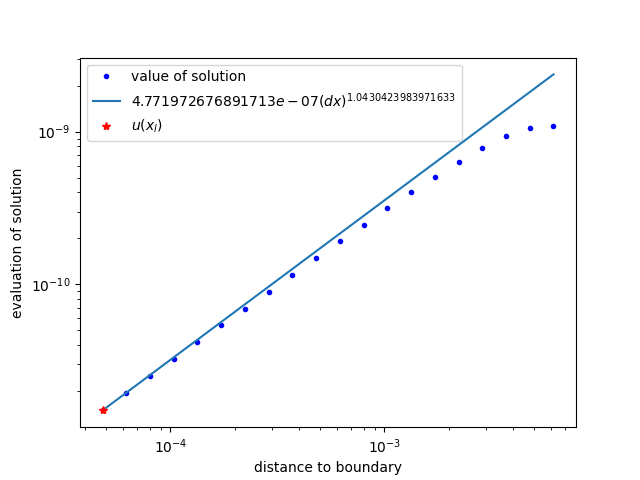 value of solution
4.771972676891713e − 07(dx)^1.0430423983971633
u(x_l)
10^−9
10^−10
evaluation of solution
10^−4
10^−3
distance to boundary